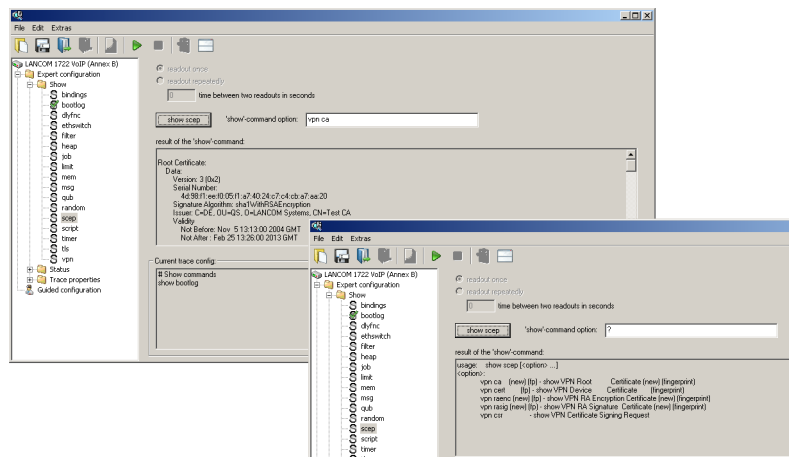 File Edit Extras
LANCOM 1722 VoIP (Annex B)
Expert configuration
Show
bindings
bootlog
dlyfnc
ethswitch
filter
heap
job
limit
mem
msg
qub
random
scep
script
timer
tls
vpn
Status
Trace properties
Guided configuration
readout once
readout repeatedly
0 time between two readouts in seconds
show scep 'show'-command option: vpn ca
result of the 'show'-command:
Root Certificate:
Data:
Version: 3 (0x2)
Serial Number:
4d:98:f1:ee:f0:05:f1:a7:40:24:c7:c4:cb:a7:aa:20
Signature Algorithm: sha1WithRSAEncryption
Issuer: C=DE, OU=QS, O=LANCOM Systems, CN=Test CA
Validity
Not Before: Nov 5 13:13:00 2004 GMT
Not After : Feb 25 13:26:00 2013 GMT
Current trace config:
# Show commands
show bootlog
File Edit Extras
LANCOM 1722 VoIP (Annex B)
Expert configuration
Show
bindings
bootlog
dlyfnc
ethswitch
filter
heap
job
limit
mem
msg
qub
random
scep
script
timer
readout once
readout repeatedly
0 time between two readouts in seconds
show scep 'show'-command option: ?
result of the 'show'-command:
usage: show scep [<option> ...]
<option>:
vpn ca (new) (fp) - show VPN Root Certificate (new) (fingerprint)
vpn cert (fp) - show VPN Device Certificate (fingerprint)
vpn raenc (new) (fp) - show VPN RA Encryption Certificate (new) (fingerprint)
vpn rasig (new) (fp) - show VPN RA Signature Certificate (new) (fingerprint)
vpn csr - show VPN Certificate Signing Request